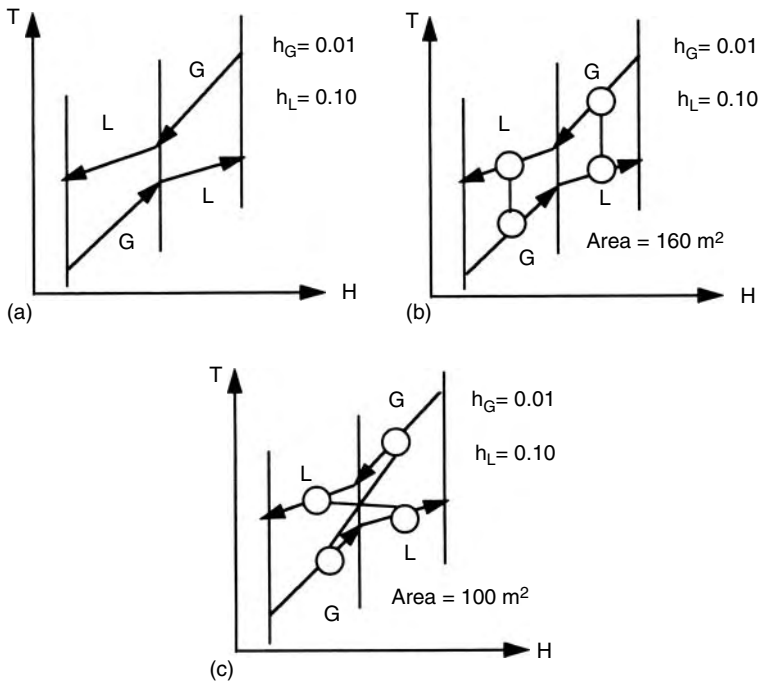 T
G
h_G = 0.01
L
h_L = 0.10
L
G
H
(a)
T
G
h_G = 0.01
L
h_L = 0.10
L
G
Area = 160 m²
H
(b)
T
G
h_G = 0.01
L
h_L = 0.10
L
G
Area = 100 m²
H
(c)